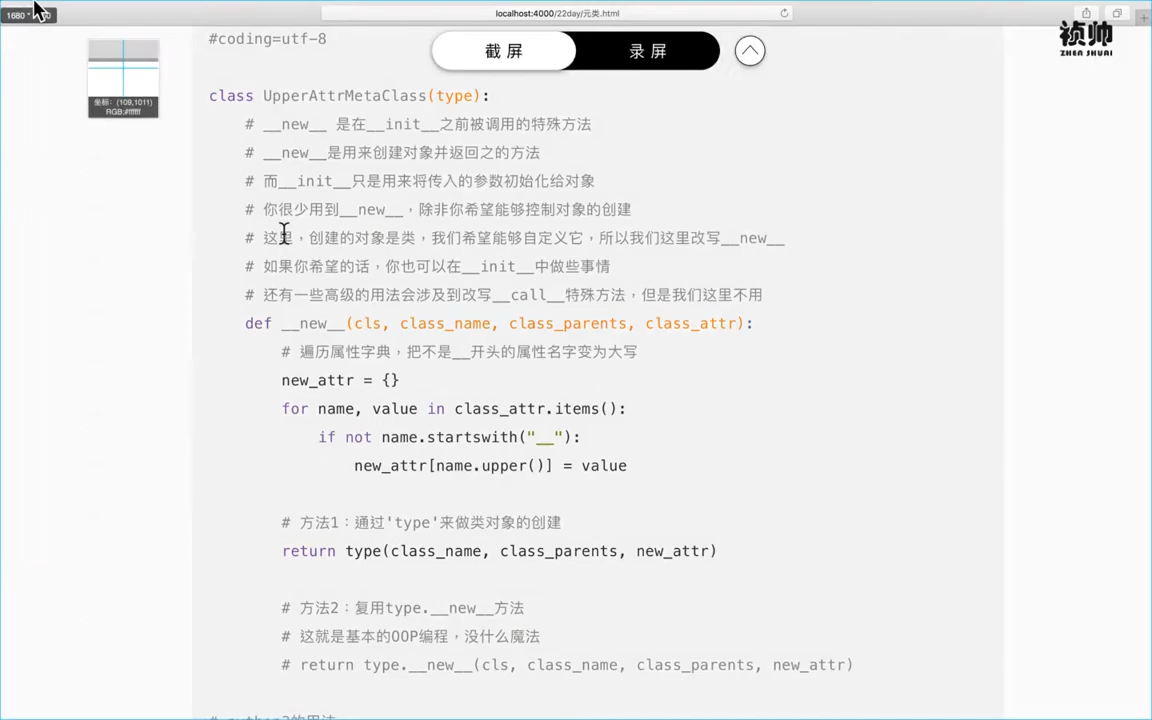 localhost:4000/22day/元类.html
祯帅
ZHEN SHUAI
截屏
录屏
坐标: (109,1011)
RGB:#ffffff
#coding=utf-8
class UpperAttrMetaClass(type):
# __new__ 是在__init__之前被调用的特殊方法
# __new__是用来创建对象并返回之的方法
# 而__init__只是用来将传入的参数初始化给对象
# 你很少用到__new__，除非你希望能够控制对象的创建
# 这里，创建的对象是类，我们希望能够自定义它，所以我们这里改写__new__
# 如果你希望的话，你也可以在__init__中做些事情
# 还有一些高级的用法会涉及到改写__call__特殊方法，但是我们这里不用
def __new__(cls, class_name, class_parents, class_attr):
# 遍历属性字典，把不是__开头的属性名字变为大写
new_attr = {}
for name, value in class_attr.items():
if not name.startswith("__"):
new_attr[name.upper()] = value
# 方法1：通过'type'来做类对象的创建
return type(class_name, class_parents, new_attr)
# 方法2：复用type.__new__方法
# 这就是基本的OOP编程，没什么魔法
# return type.__new__(cls, class_name, class_parents, new_attr)